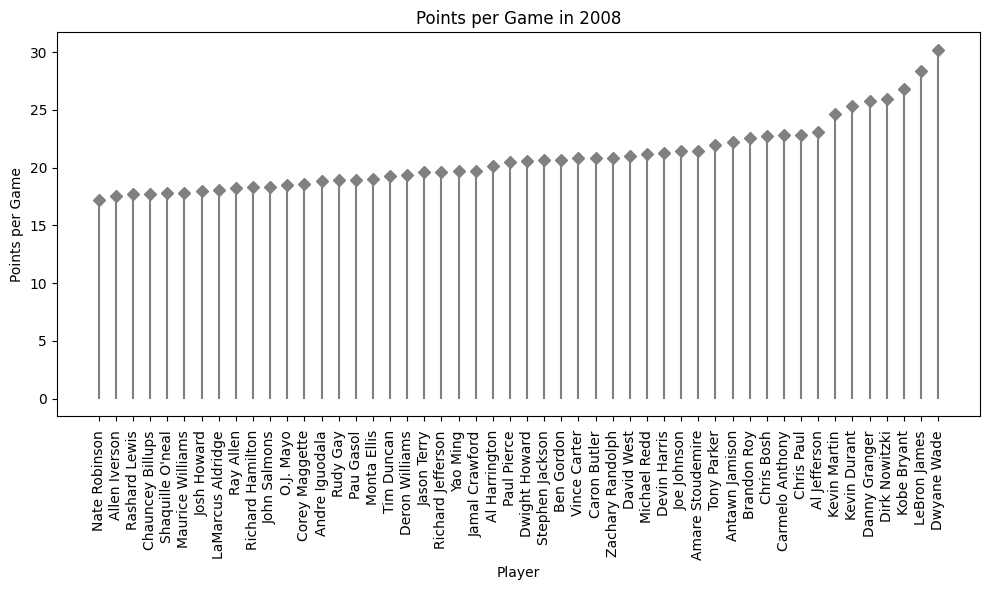 Points per Game in 2008
Points per Game
30
25
20
15
10
5
0
Nate Robinson
Allen Iverson
Rashard Lewis
Chauncey Billups
Shaquille O'neal
Maurice Williams
Josh Howard
LaMarcus Aldridge
Ray Allen
Richard Hamilton
John Salmons
O.J. Mayo
Corey Maggette
Andre Iguodala
Rudy Gay
Pau Gasol
Monta Ellis
Tim Duncan
Deron Williams
Jason Terry
Richard Jefferson
Yao Ming
Jamal Crawford
Al Harrington
Paul Pierce
Dwight Howard
Stephen Jackson
Ben Gordon
Vince Carter
Caron Butler
Zachary Randolph
David West
Michael Redd
Devin Harris
Joe Johnson
Amare Stoudemire
Tony Parker
Antawn Jamison
Brandon Roy
Chris Bosh
Carmelo Anthony
Chris Paul
Al Jefferson
Kevin Martin
Kevin Durant
Danny Granger
Dirk Nowitzki
Kobe Bryant
LeBron James
Dwyane Wade
Player